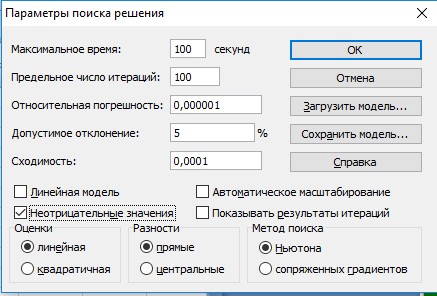 Параметры поиска решения
Максимальное время: 100 секунд OK
Предельное число итераций: 100 Отмена
Относительная погрешность: 0,000001 Загрузить модель...
Допустимое отклонение: 5 % Сохранить модель...
Сходимость: 0,0001 Справка
Линейная модель Автоматическое масштабирование
Неотрицательные значения Показывать результаты итераций
Оценки Разности Метод поиска
линейная прямые Ньютона
квадратичная центральные сопряженных градиентов